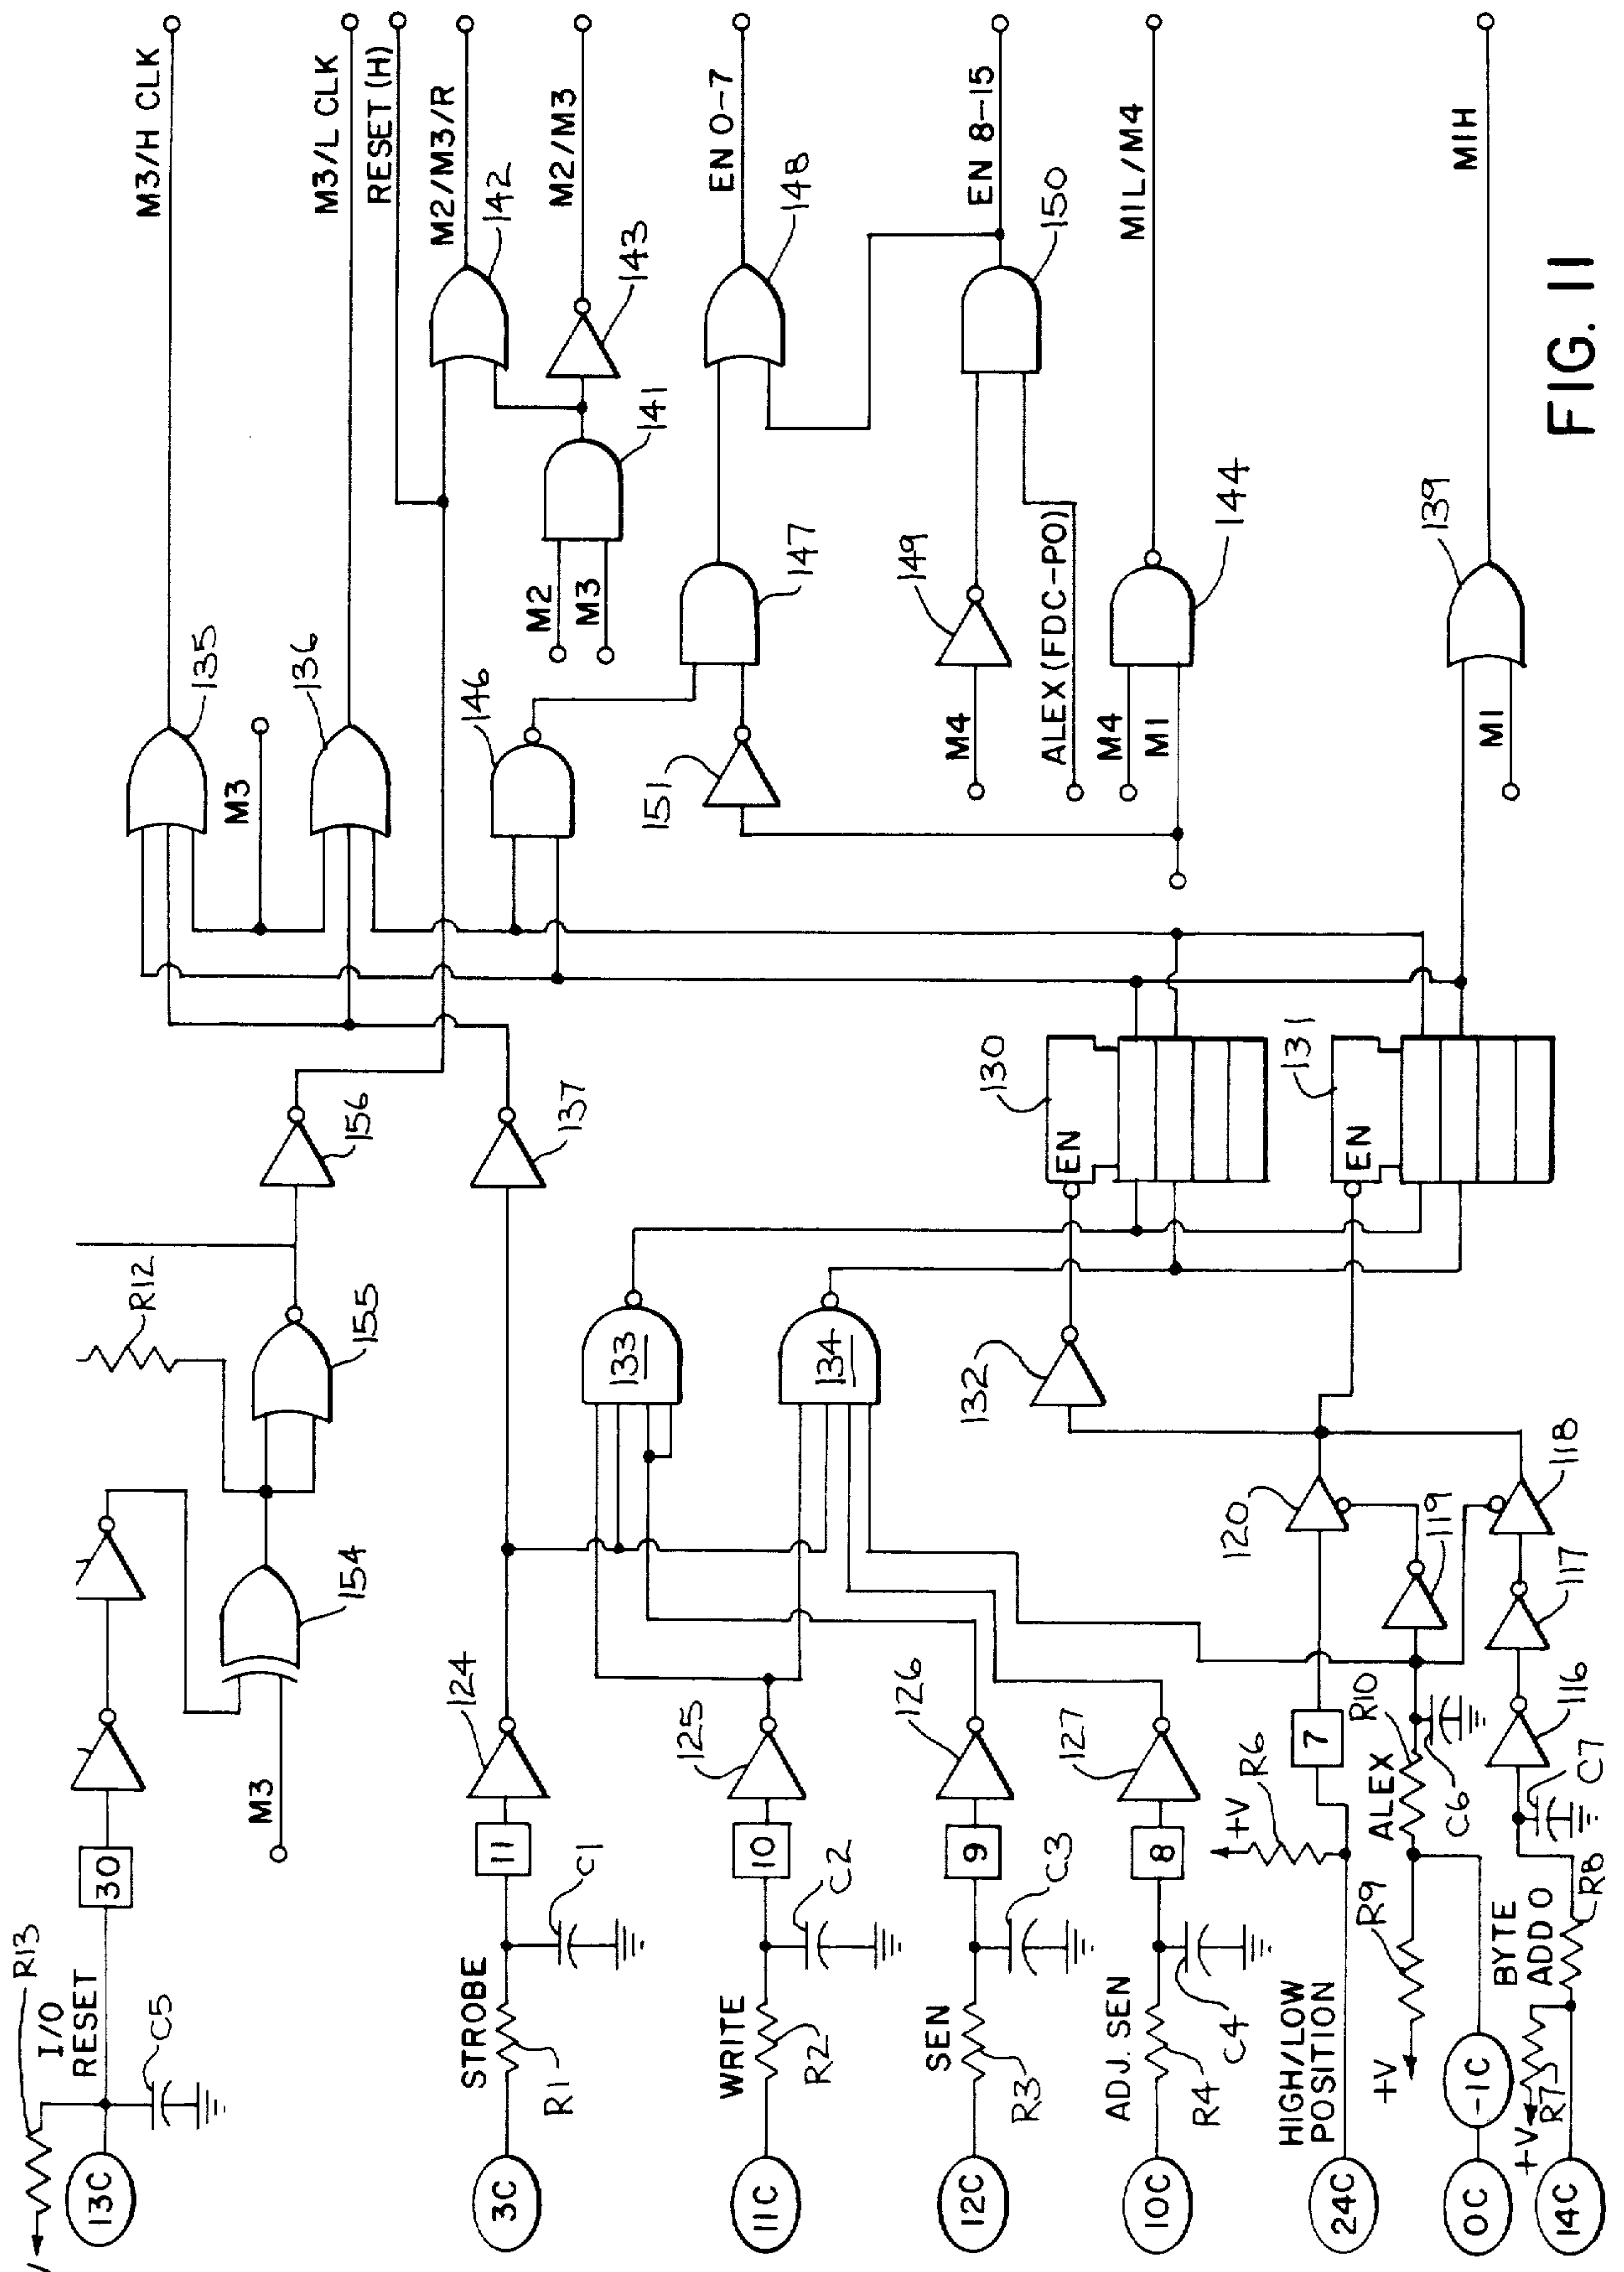 M3/H CLK
M3/L CLK
RESET (H)
M2/M3/R
142
M2/M3
143
EN 0-7
148
EN 8-15
150
M1L/M4
M1H
FIG. 11
135
M3
136
141
M2
M3
146
147
151
149
M4
ALEX (FDC-P0)
M4
M1
144
139
M1
156
137
130
EN
131
EN
R12
155
133
134
132
154
M3
124
125
126
127
120
119
118
117
116
R13
I/O
RESET
30
C5
13C
STROBE
11
C1
R1
3C
WRITE
10
C2
R2
11C
SEN
9
C3
R3
12C
ADJ. SEN
8
C4
R4
10C
HIGH/LOW
POSITION
+V
R6
7
24C
ALEX
R10
R9
C6
+V
0C
-1C
BYTE
ADD 0
C7
R8
+V
R7
14C